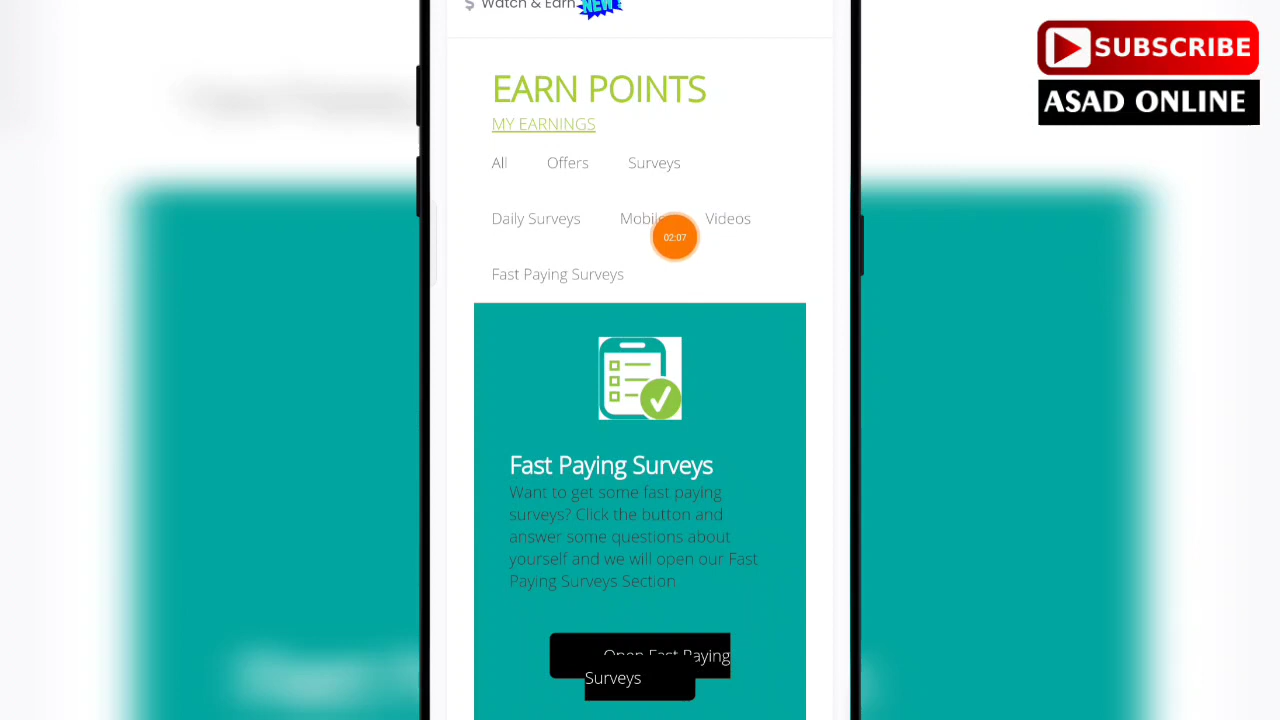 $ Watch & Earn NEW!
SUBSCRIBE
ASAD ONLINE
EARN POINTS
MY EARNINGS
All Offers Surveys
Daily Surveys Mobile Videos
02:07
Fast Paying Surveys
Fast Paying Surveys
Want to get some fast paying
surveys? Click the button and
answer some questions about
yourself and we will open our Fast
Paying Surveys Section
Open Fast Paying
Surveys